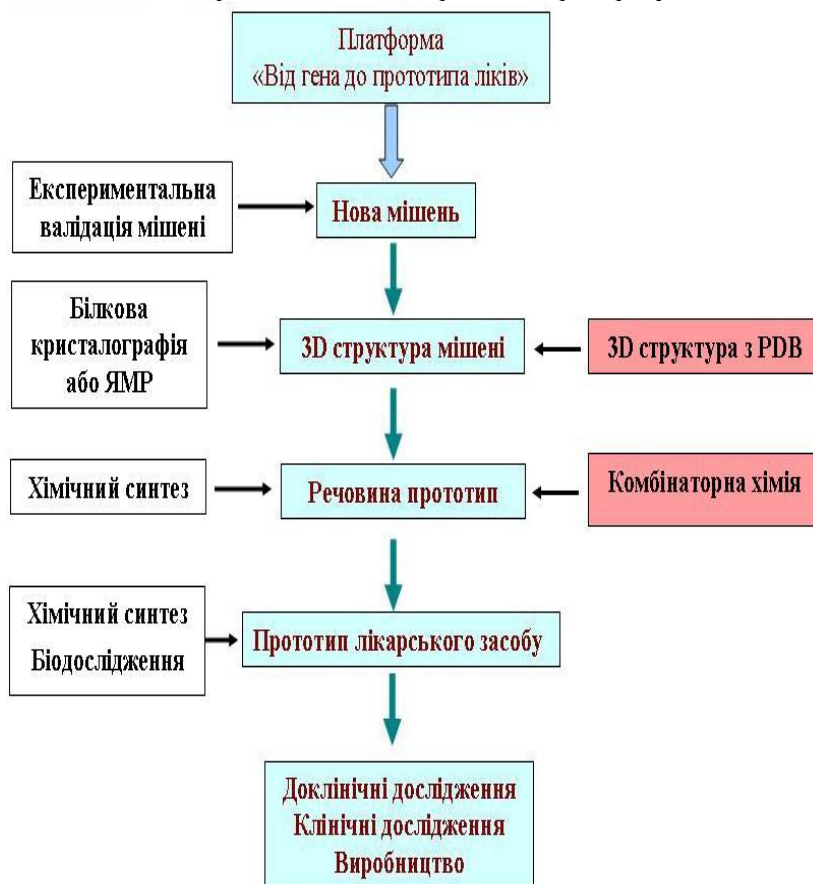 Платформа
«Від гена до прототипа ліків»
Експериментальна
валідація мішені
Нова мішень
Білкова
кристалографія
або ЯМР
3D структура мішені
3D структура з PDB
Хімічний синтез
Речовина прототип
Комбінаторна хімія
Хімічний синтез
Біодослідження
Прототип лікарського засобу
Доклінічні дослідження
Клінічні дослідження
Виробництво